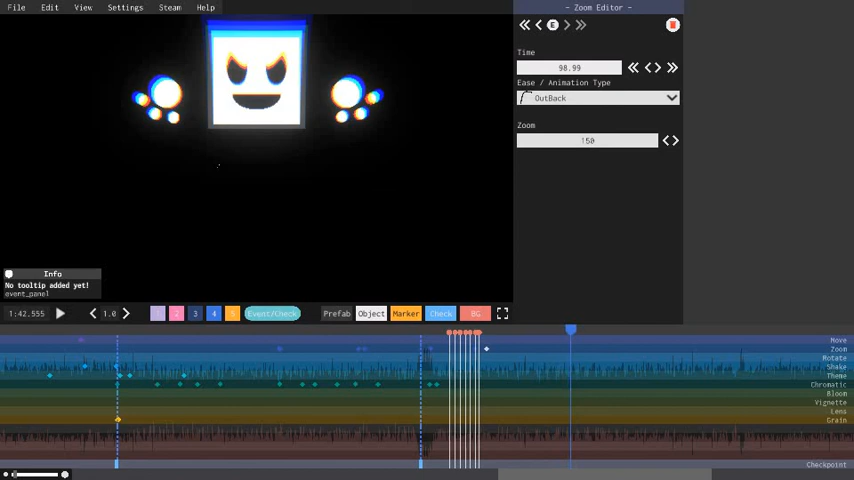 File Edit View Settings Steam Help
- Zoom Editor -
E
Time
98.99
Ease / Animation Type
OutBack
Zoom
150
Info
No tooltip added yet!
event_panel
1:42.555 1.0 1 2 3 4 5 Event/Check Prefab Object Marker Check BG
Move
Zoom
Rotate
Shake
Theme
Chromatic
Bloom
Vignette
Lens
Grain
Checkpoint